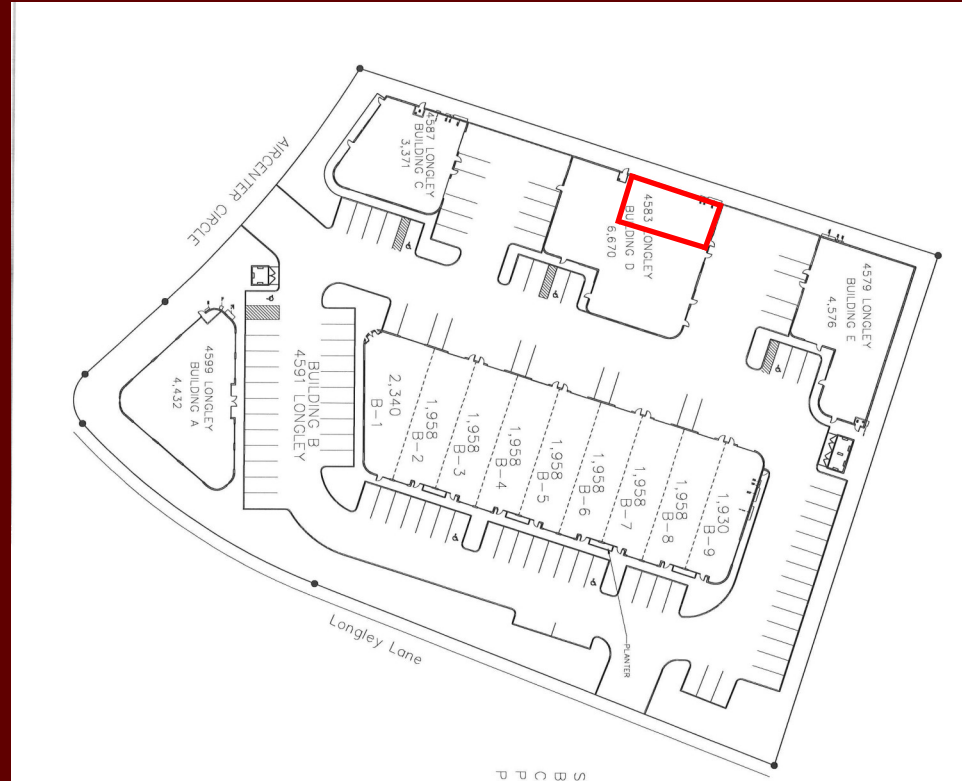 4587 LONGLEY
BUILDING C
3,371
4583 LONGLEY
BUILDING D
6,670
4579 LONGLEY
BUILDING E
4,576
AIRCENTER CIRCLE
4599 LONGLEY
BUILDING A
4,432
BUILDING B
4591 LONGLEY
2,340
B-1
1,958
B-2
1,958
B-3
1,958
B-4
1,958
B-5
1,958
B-6
1,958
B-7
1,958
B-8
1,930
B-9
PLANTER
Longley Lane
S
B
C
P
P